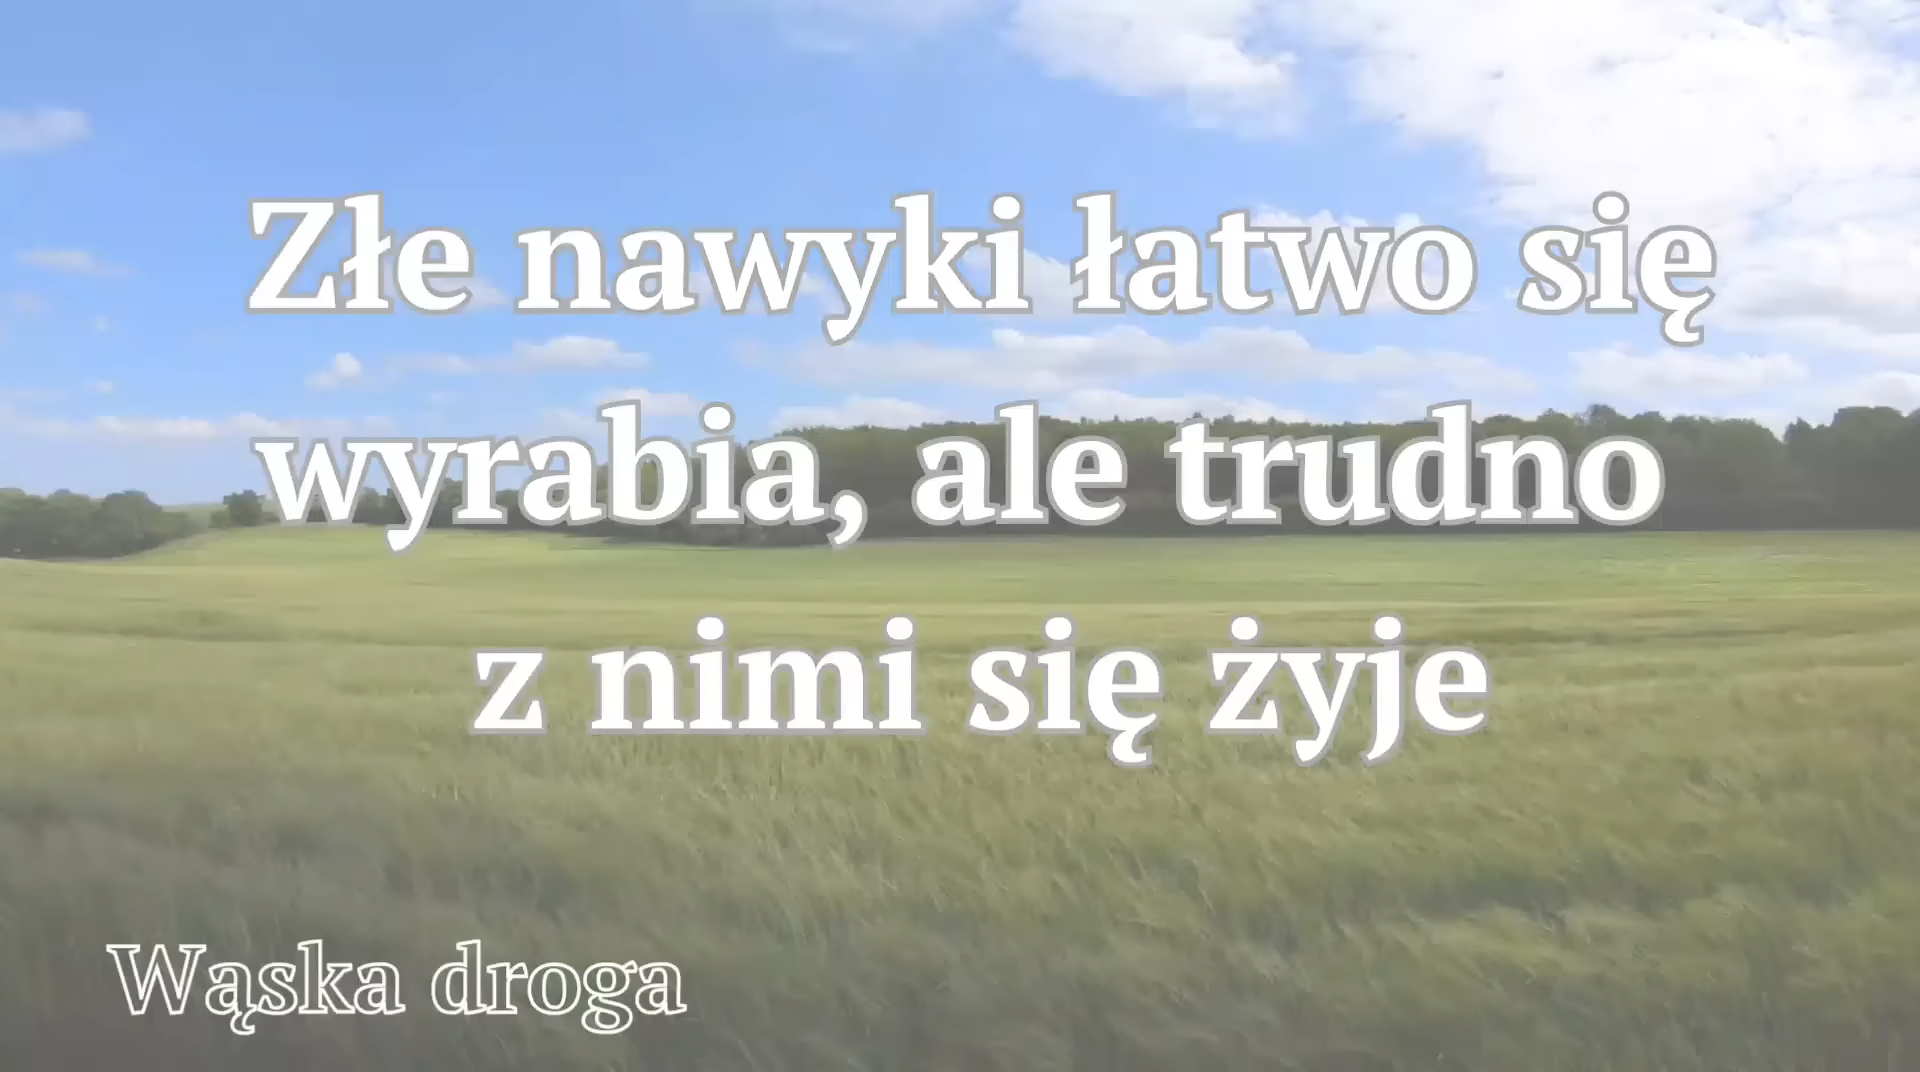 Złe nawyki łatwo się
wyrabia, ale trudno
z nimi się żyje
Wąska droga